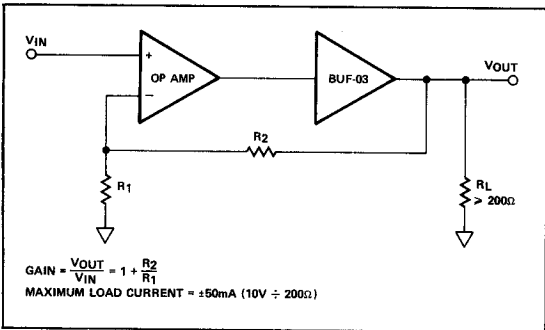 VIN
+
OP AMP
−
BUF-03
VOUT
R2
R1
RL
≥ 200Ω
GAIN = VOUT/VIN = 1 + R2/R1
MAXIMUM LOAD CURRENT = ±50mA (10V ÷ 200Ω)